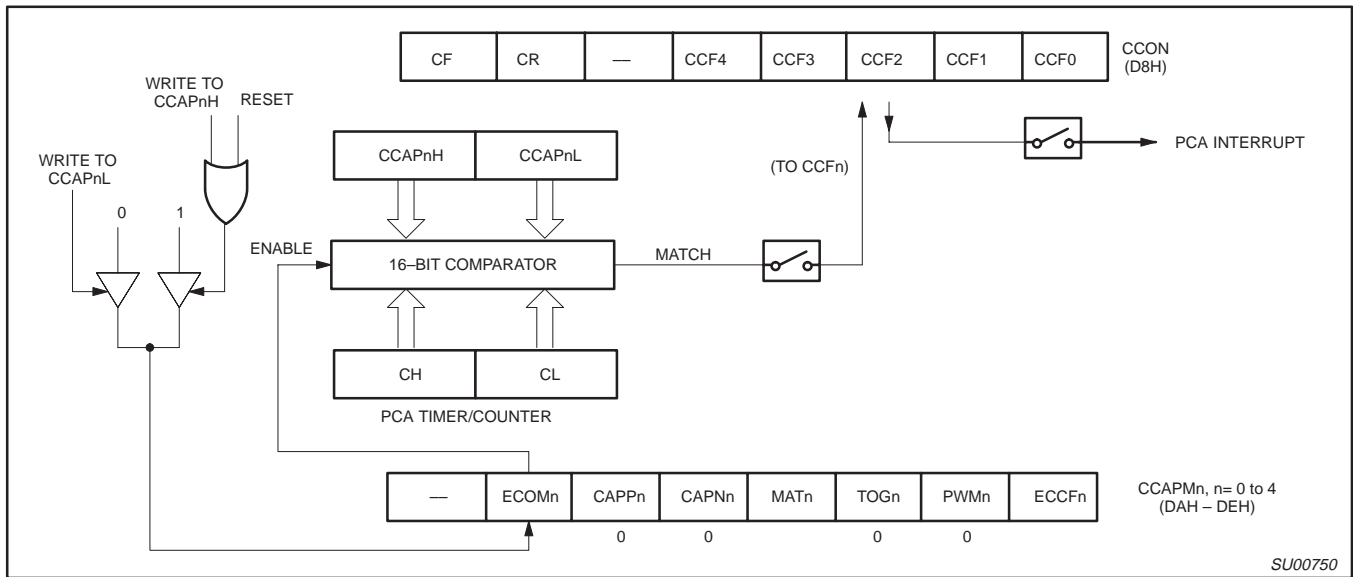 CF CR — CCF4 CCF3 CCF2 CCF1 CCF0
CCON
(D8H)
WRITE TO
CCAPnH
RESET
WRITE TO
CCAPnL
0 1
CCAPnH CCAPnL
(TO CCFn)
PCA INTERRUPT
ENABLE
16–BIT COMPARATOR
MATCH
CH CL
PCA TIMER/COUNTER
— ECOMn CAPPn CAPNn MATn TOGn PWMn ECCFn
0 0 0 0
CCAPMn, n= 0 to 4
(DAH – DEH)
SU00750